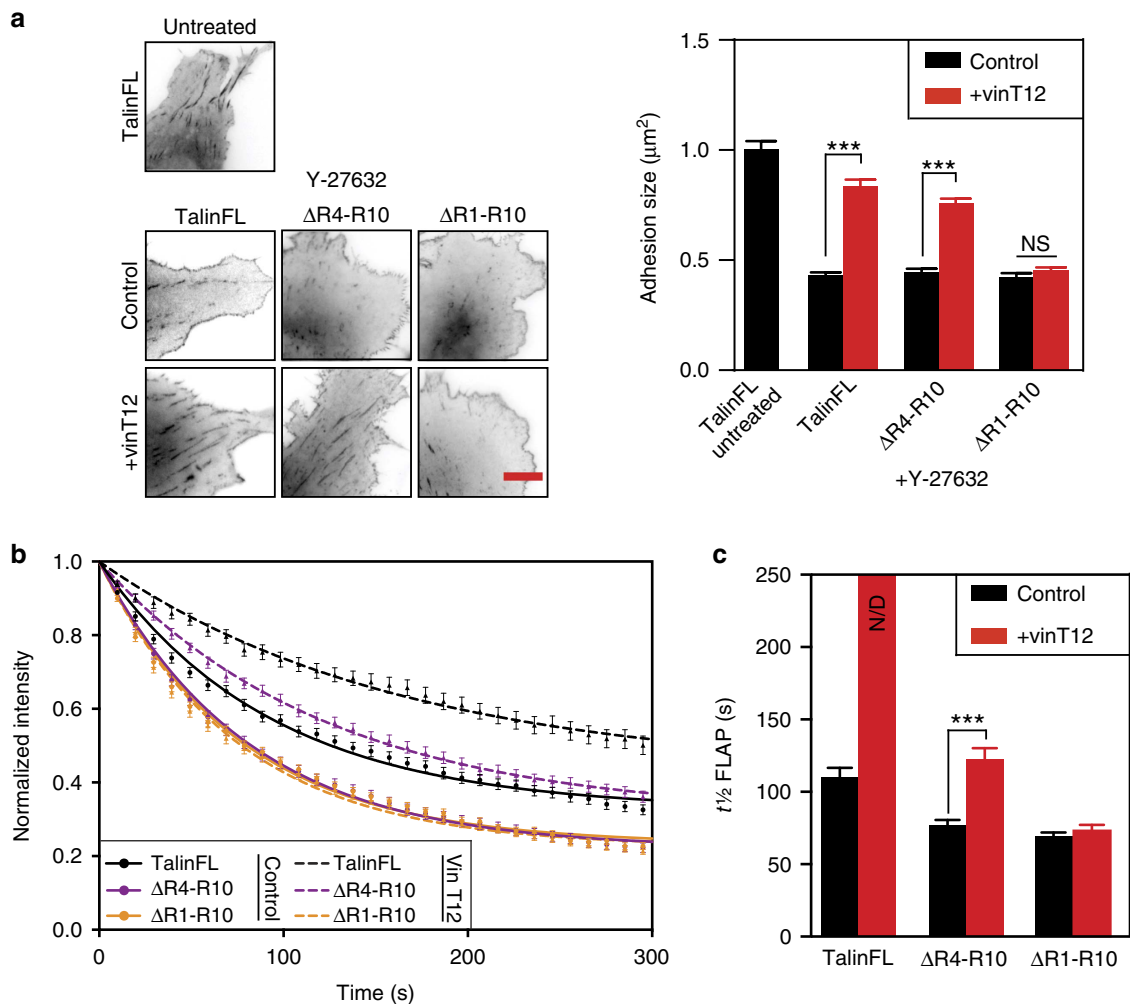 a
Untreated
TalinFL
Y-27632
TalinFL
ΔR4-R10
ΔR1-R10
Control
+vinT12
1.5
1.0
0.5
0.0
Adhesion size (μm²)
Control
+vinT12
***
***
NS
TalinFL untreated
TalinFL
ΔR4-R10
ΔR1-R10
+Y-27632
b
1.0
0.8
0.6
0.4
0.2
0.0
Normalized intensity
TalinFL
ΔR4-R10
ΔR1-R10
Control
TalinFL
ΔR4-R10
ΔR1-R10
Vin T12
0
100
200
300
Time (s)
c
250
200
150
100
50
0
t½ FLAP (s)
Control
+vinT12
N/D
***
TalinFL
ΔR4-R10
ΔR1-R10